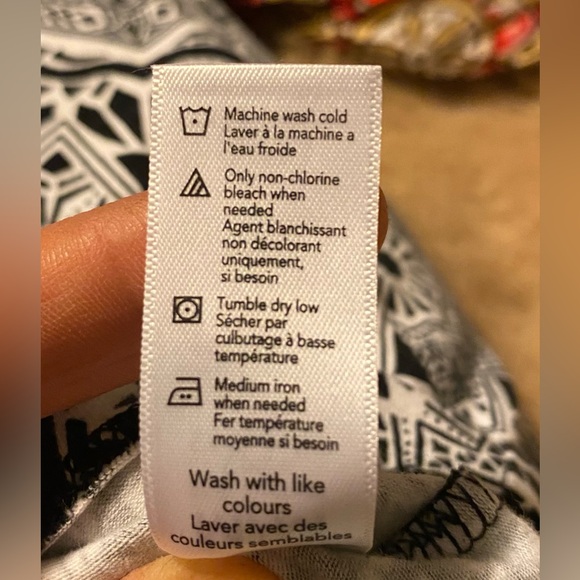 Machine wash cold
Laver à la machine a
l'eau froide
Only non-chlorine
bleach when
needed
Agent blanchissant
non décolorant
uniquement,
si besoin
Tumble dry low
Sécher par
culbutage à basse
température
Medium iron
when needed
Fer température
moyenne si besoin
Wash with like
colours
Laver avec des
couleurs semblables